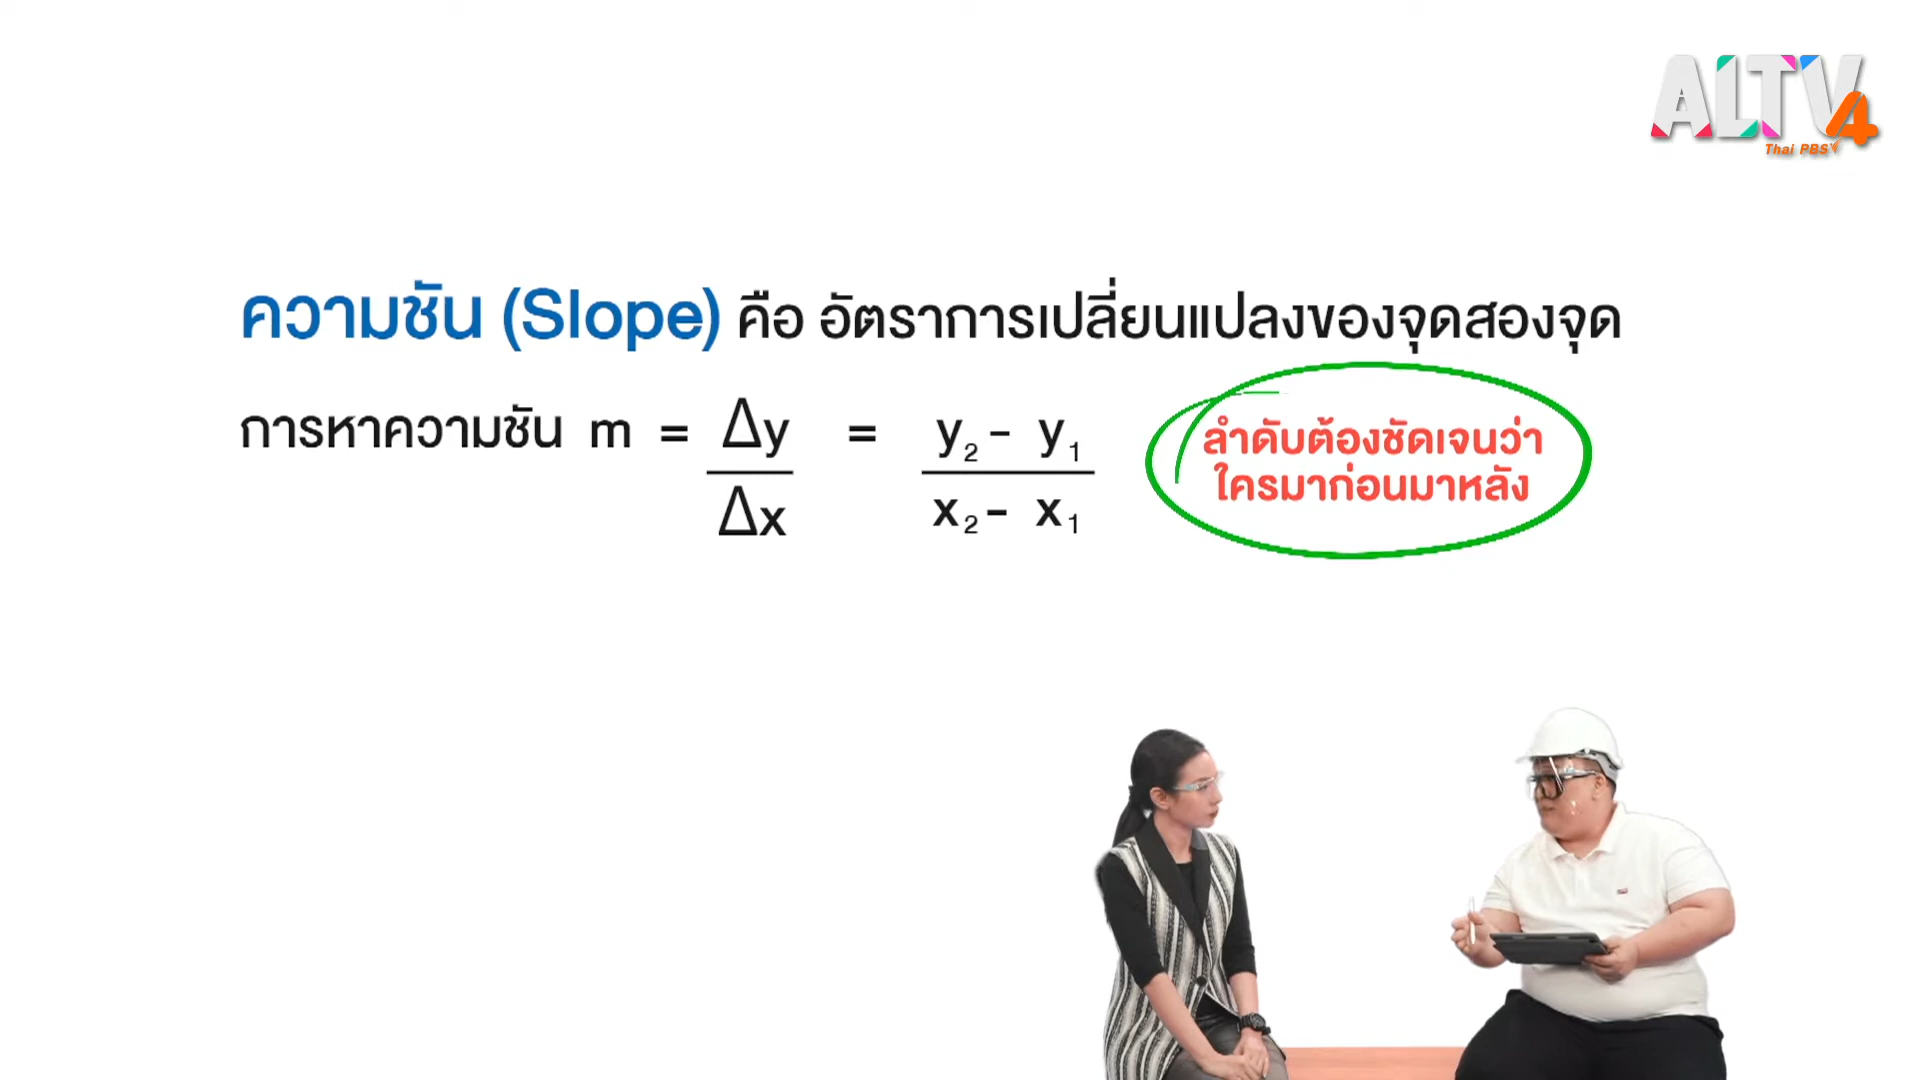 ALTV4
Thai PBS
ความชัน (Slope) คือ อัตราการเปลี่ยนแปลงของจุดสองจุด
การหาความชัน m = Δy/Δx = y₂ - y₁/x₂ - x₁
ลำดับต้องชัดเจนว่า
ใครมาก่อนมาหลัง